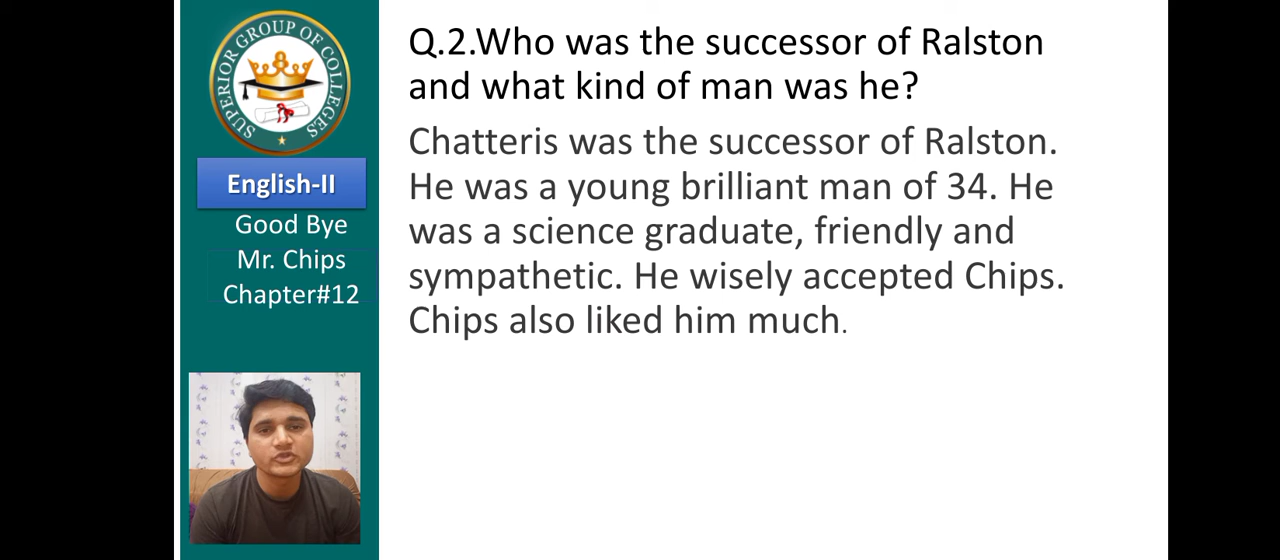 SUPERIOR GROUP OF COLLEGES
English-II
Good Bye
Mr. Chips
Chapter#12
Q.2.Who was the successor of Ralston
and what kind of man was he?
Chatteris was the successor of Ralston.
He was a young brilliant man of 34. He
was a science graduate, friendly and
sympathetic. He wisely accepted Chips.
Chips also liked him much.